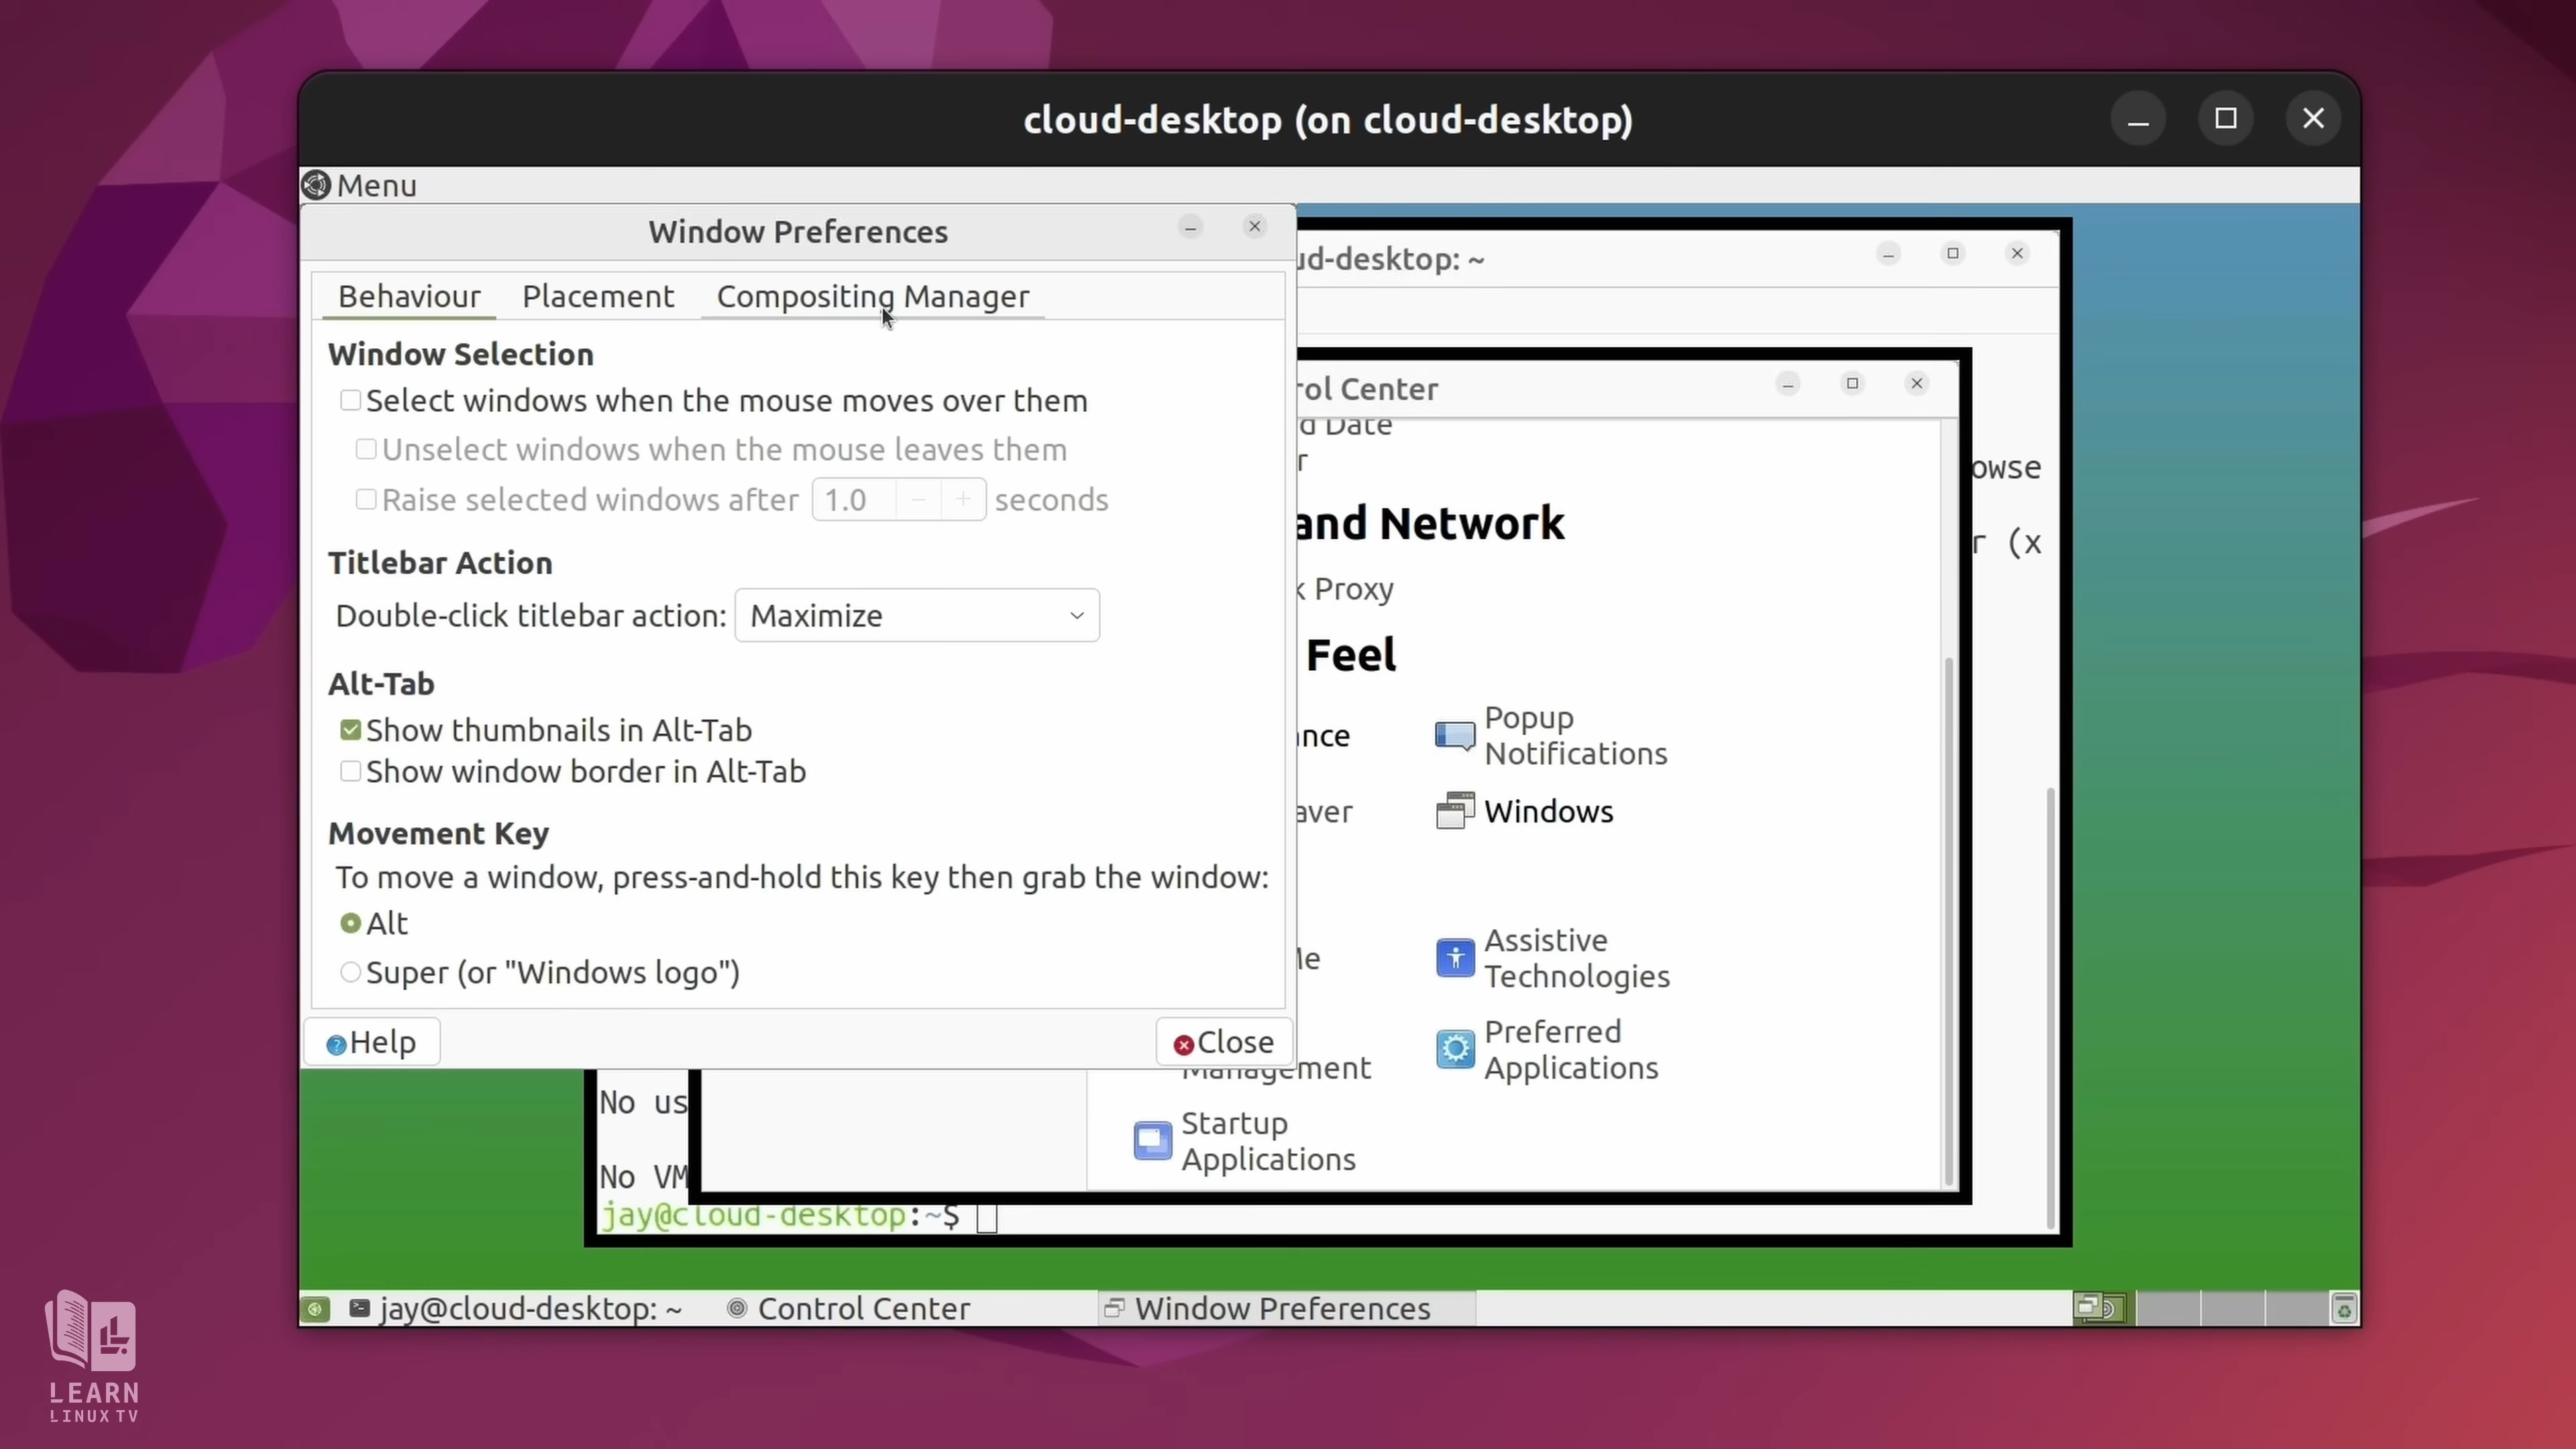 cloud-desktop (on cloud-desktop)
Menu
Window Preferences
Behaviour Placement Compositing Manager
Window Selection
Select windows when the mouse moves over them
Unselect windows when the mouse leaves them
Raise selected windows after 1.0 seconds
Titlebar Action
Double-click titlebar action: Maximize
Alt-Tab
Show thumbnails in Alt-Tab
Show window border in Alt-Tab
Movement Key
To move a window, press-and-hold this key then grab the window:
Alt
Super (or "Windows logo")
Help Close
ud-desktop: ~
rol Center
d Date
r
and Network
k Proxy
Feel
nce
Popup
Notifications
aver
Windows
Me
Assistive
Technologies
Management
Preferred
Applications
Startup
Applications
owse
r (x
No us
No VM
jay@cloud-desktop:~$
jay@cloud-desktop: ~ Control Center Window Preferences
LEARN
LINUX TV